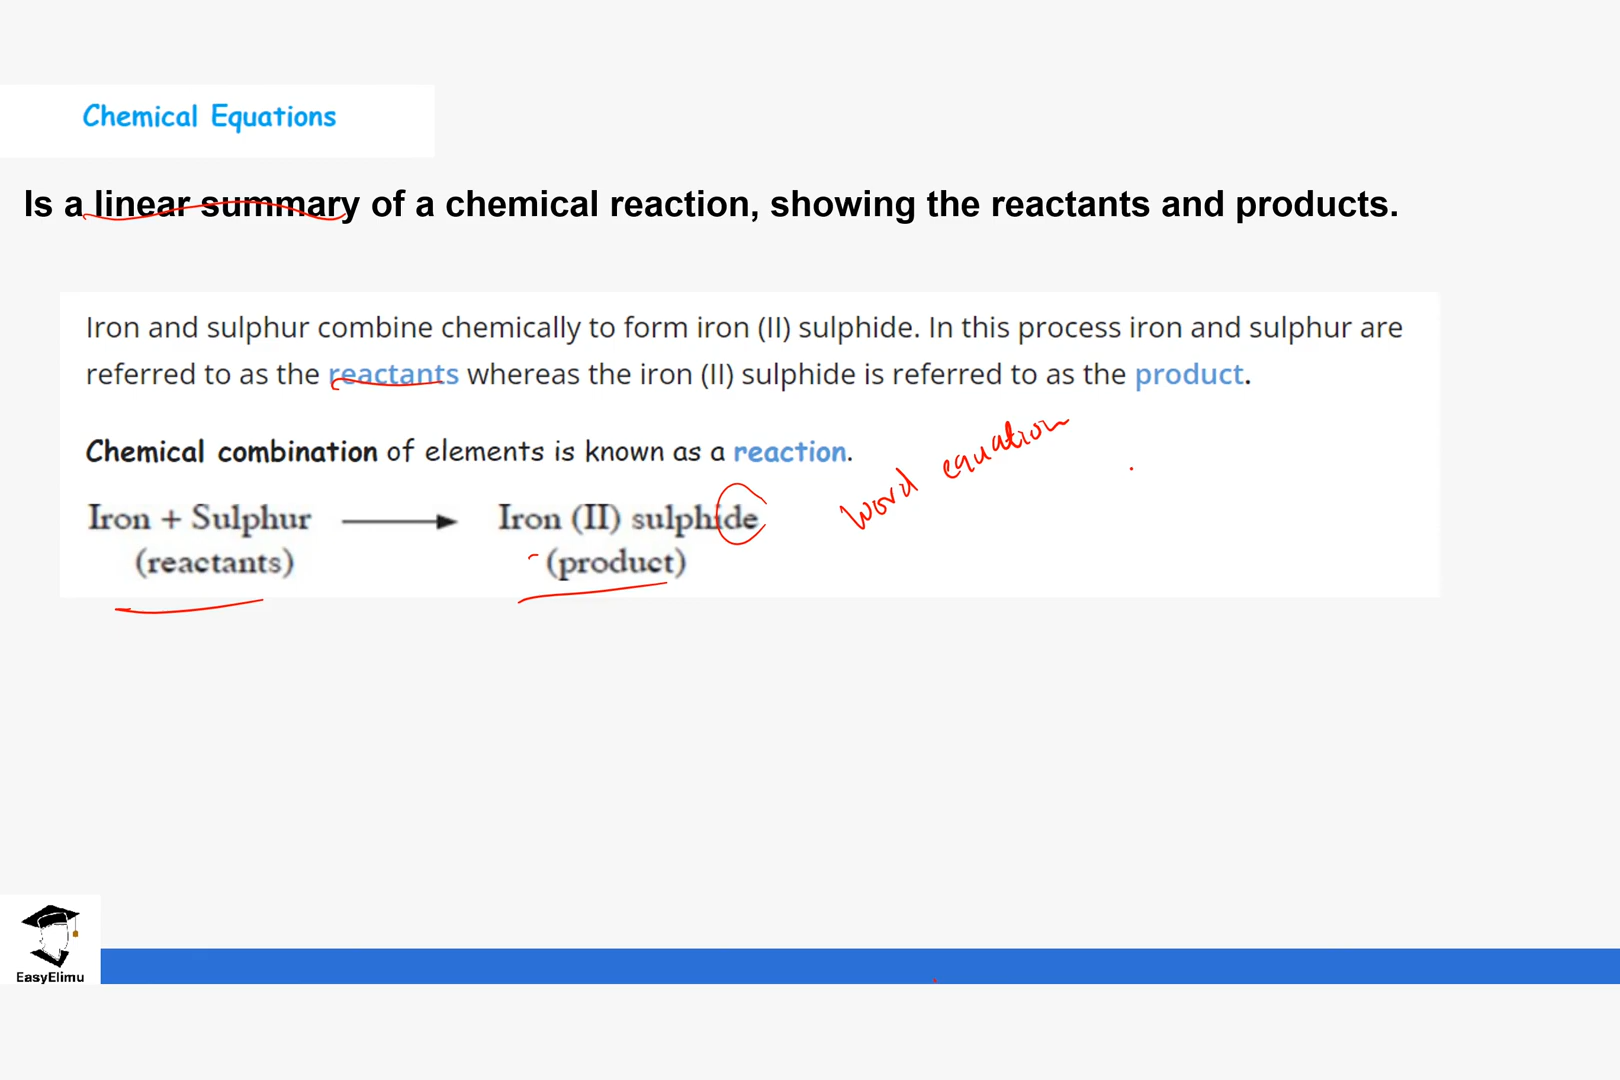 Chemical Equations
Is a linear summary of a chemical reaction, showing the reactants and products.
Iron and sulphur combine chemically to form iron (II) sulphide. In this process iron and sulphur are
referred to as the reactants whereas the iron (II) sulphide is referred to as the product.
Chemical combination of elements is known as a reaction.
word equation
Iron + Sulphur ⟶ Iron (II) sulphide
(reactants) (product)
EasyElimu